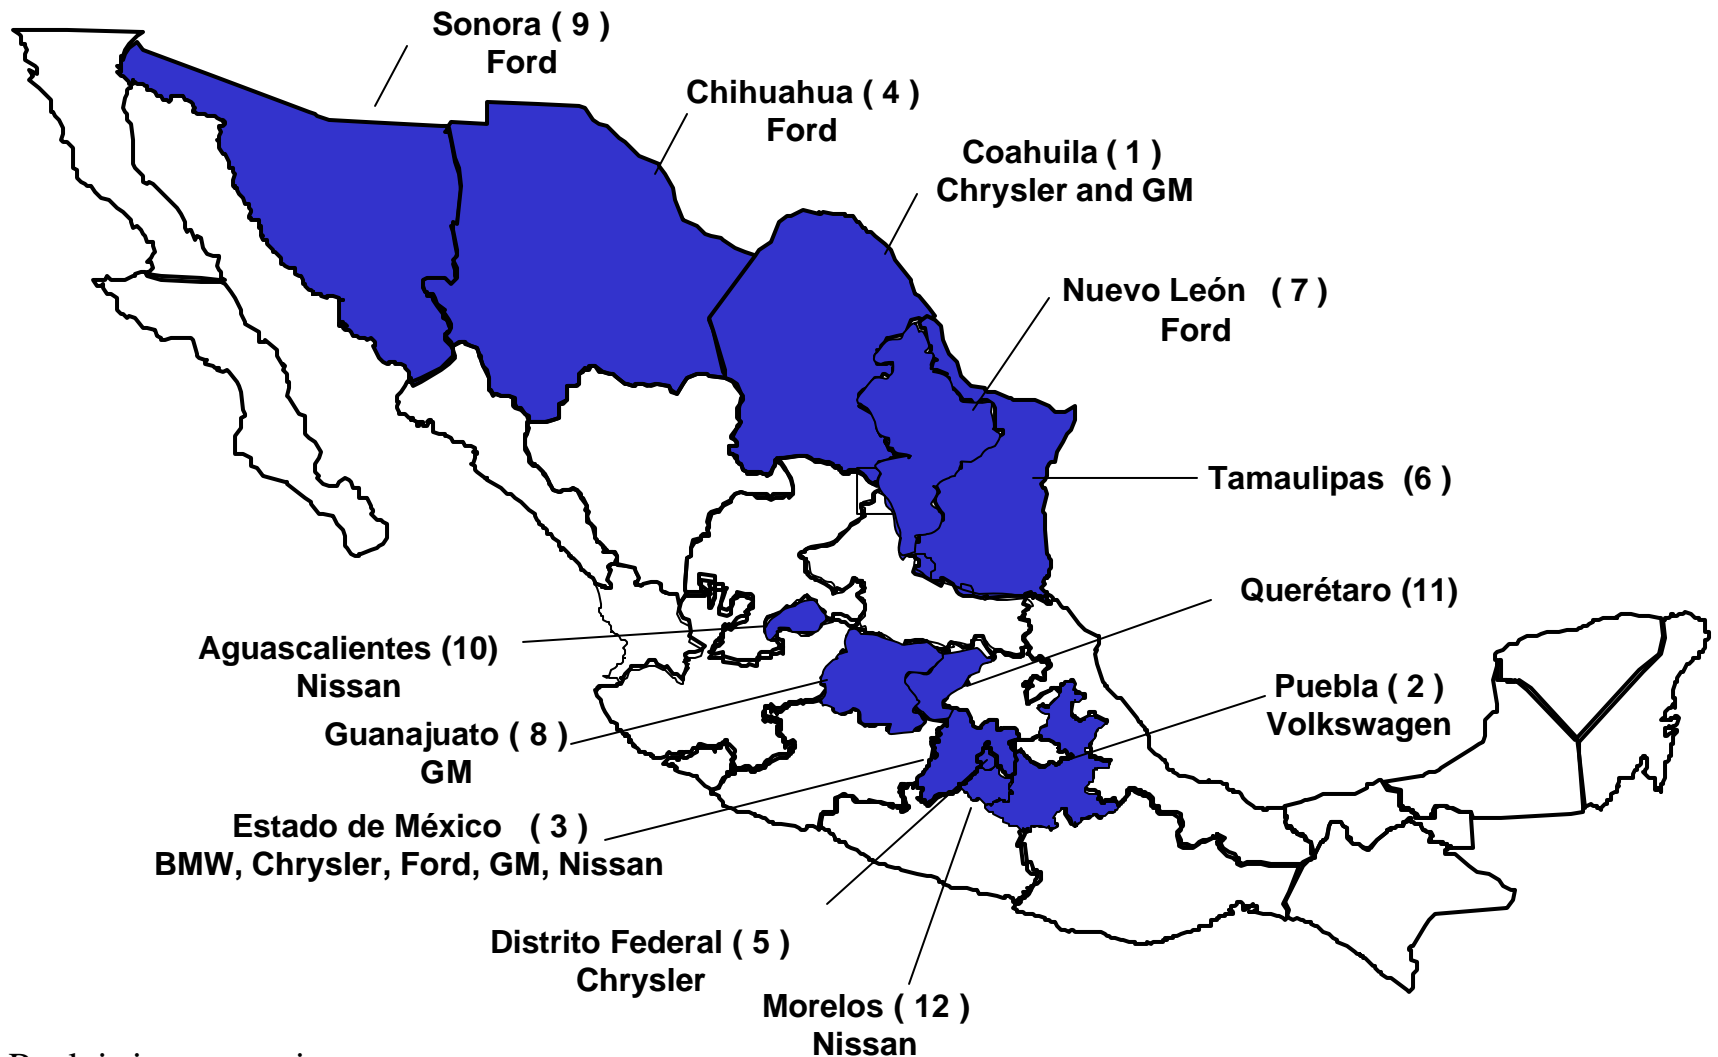 Sonora ( 9 )
Ford
Chihuahua ( 4 )
Ford
Coahuila ( 1 )
Chrysler and GM
Nuevo León ( 7 )
Ford
Tamaulipas (6 )
Querétaro (11)
Aguascalientes (10)
Nissan
Puebla ( 2 )
Volkswagen
Guanajuato ( 8 )
GM
Estado de México ( 3 )
BMW, Chrysler, Ford, GM, Nissan
Distrito Federal ( 5 )
Chrysler
Morelos ( 12 )
Nissan